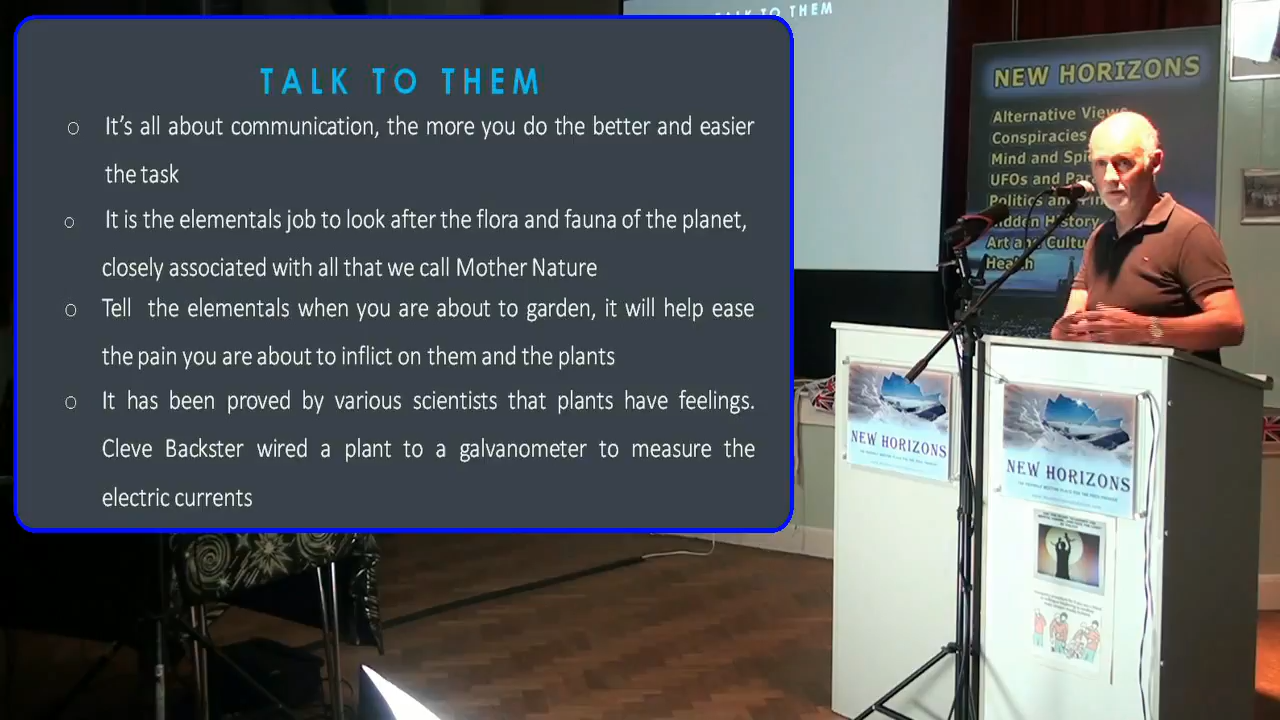 TALK TO THEM
○ It's all about communication, the more you do the better and easier
the task
○ It is the elementals job to look after the flora and fauna of the planet,
closely associated with all that we call Mother Nature
○ Tell the elementals when you are about to garden, it will help ease
the pain you are about to inflict on them and the plants
○ It has been proved by various scientists that plants have feelings.
Cleve Backster wired a plant to a galvanometer to measure the
electric currents
TALK TO THEM
NEW HORIZONS
Alternative Views
Conspiracies
Mind and
UFOs and
Politics and
Hidden History
Art and
Health
NEW HORIZONS
NEW HORIZONS